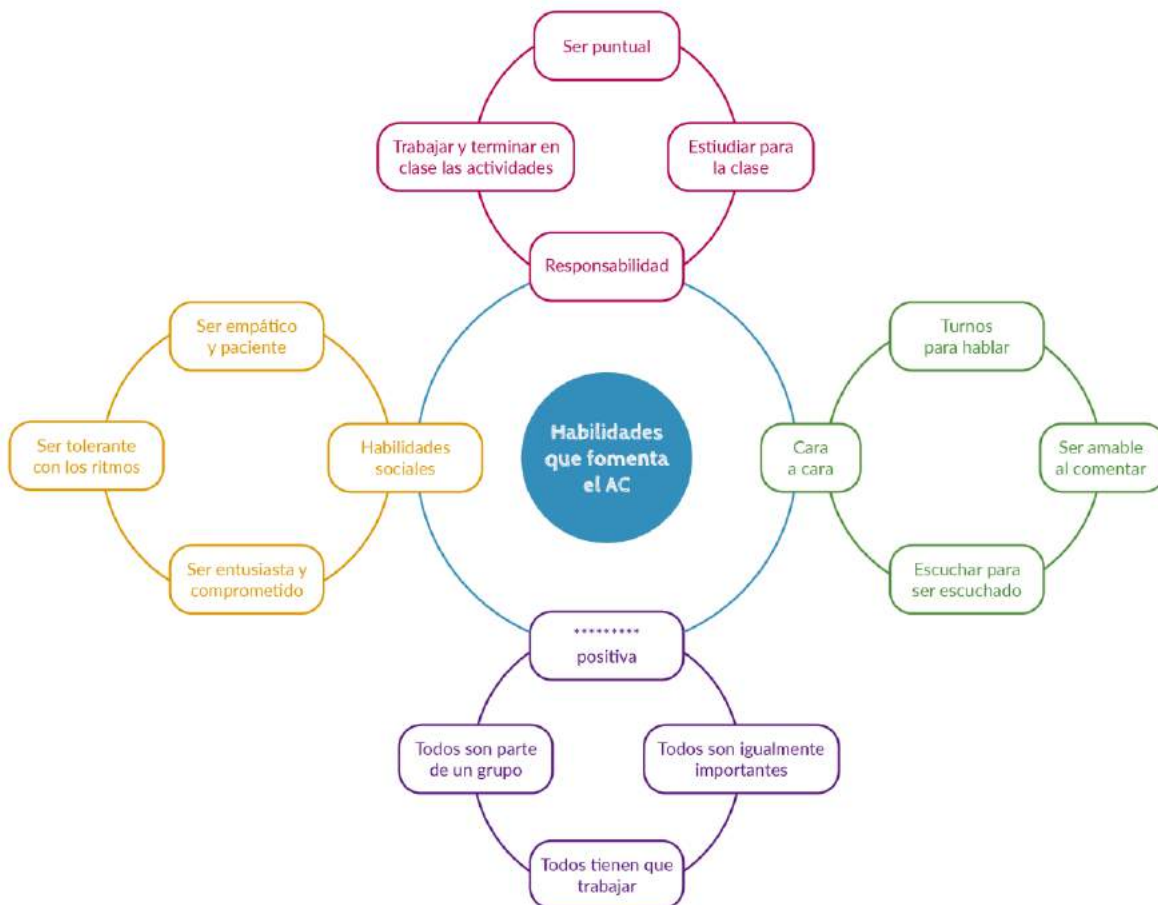 Ser puntual
Trabajar y terminar en
clase las actividades
Estiudiar para
la clase
Responsabilidad
Ser empático
y paciente
Ser tolerante
con los ritmos
Habilidades
sociales
Ser entusiasta y
comprometido
Habilidades
que fomenta
el AC
Turnos
para hablar
Cara
a cara
Ser amable
al comentar
Escuchar para
ser escuchado
*********
positiva
Todos son parte
de un grupo
Todos son igualmente
importantes
Todos tienen que
trabajar